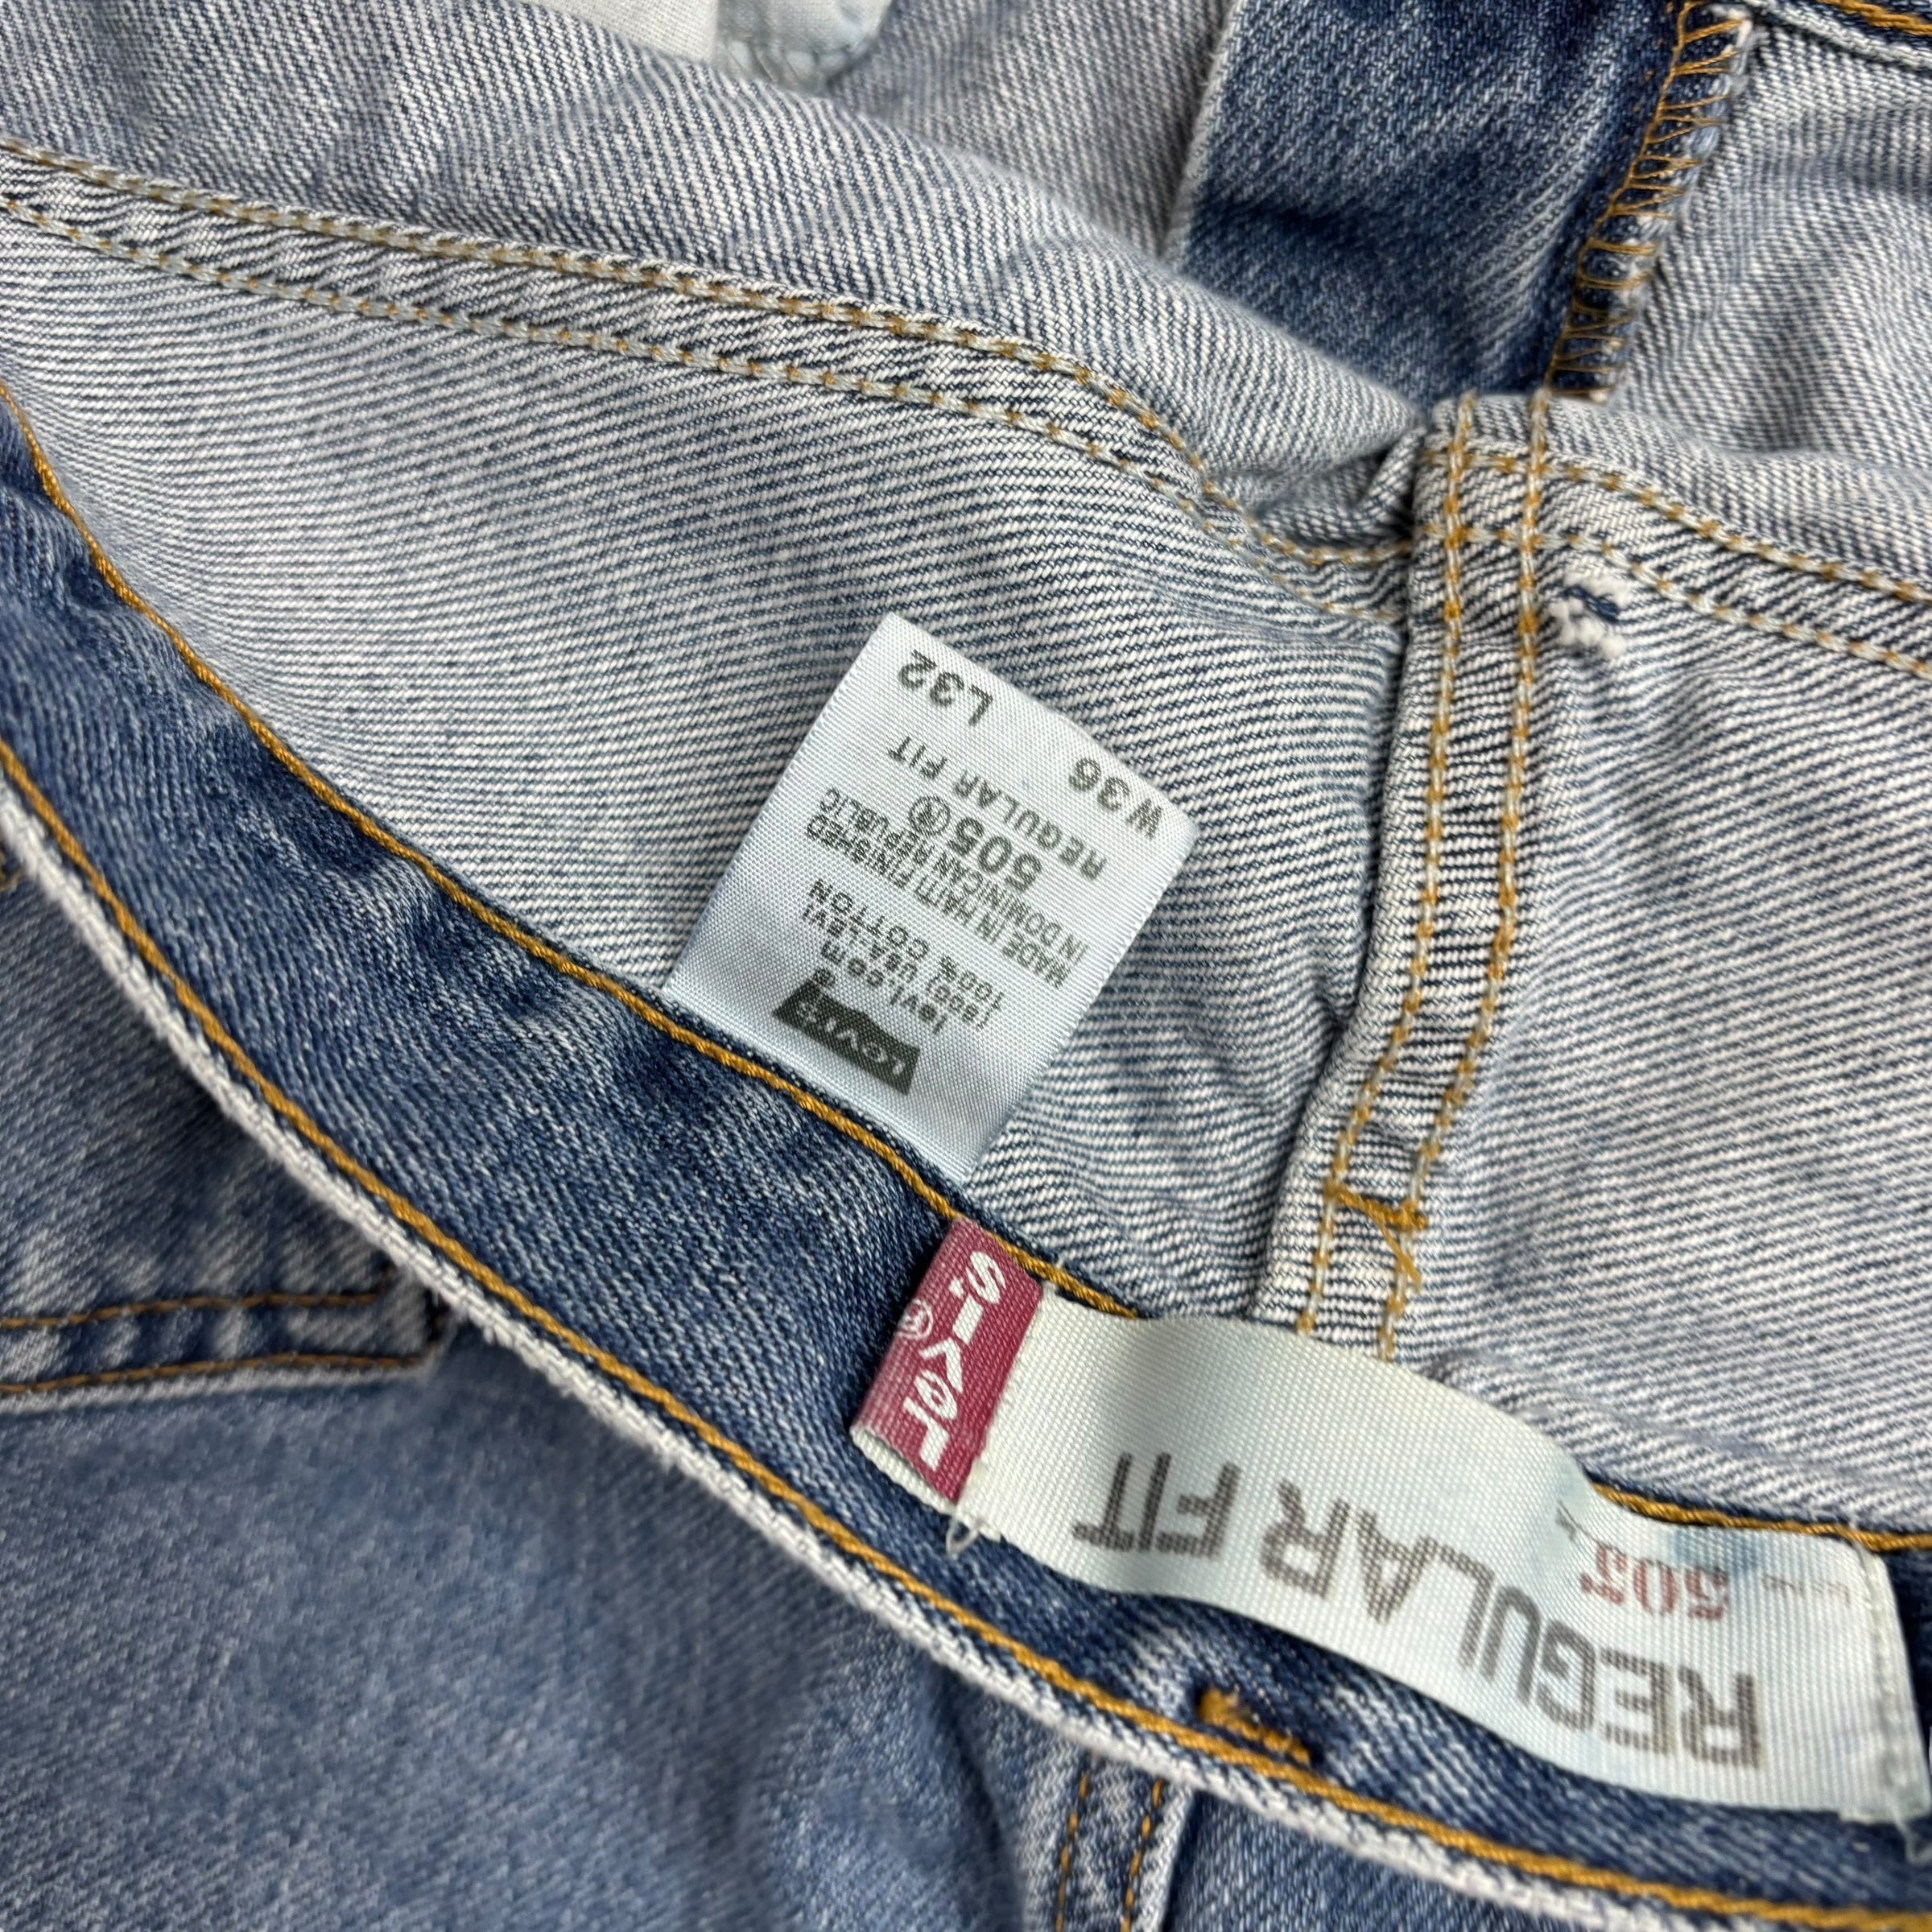 LEVI'S
levi.com
(800) USA-LEVI
100% COTTON
MADE IN HAITI FINISHED
IN DOMINICAN REPUBLIC
505®
REGULAR FIT
W 36 L32
LEVI'S
®
505
REGULAR FIT